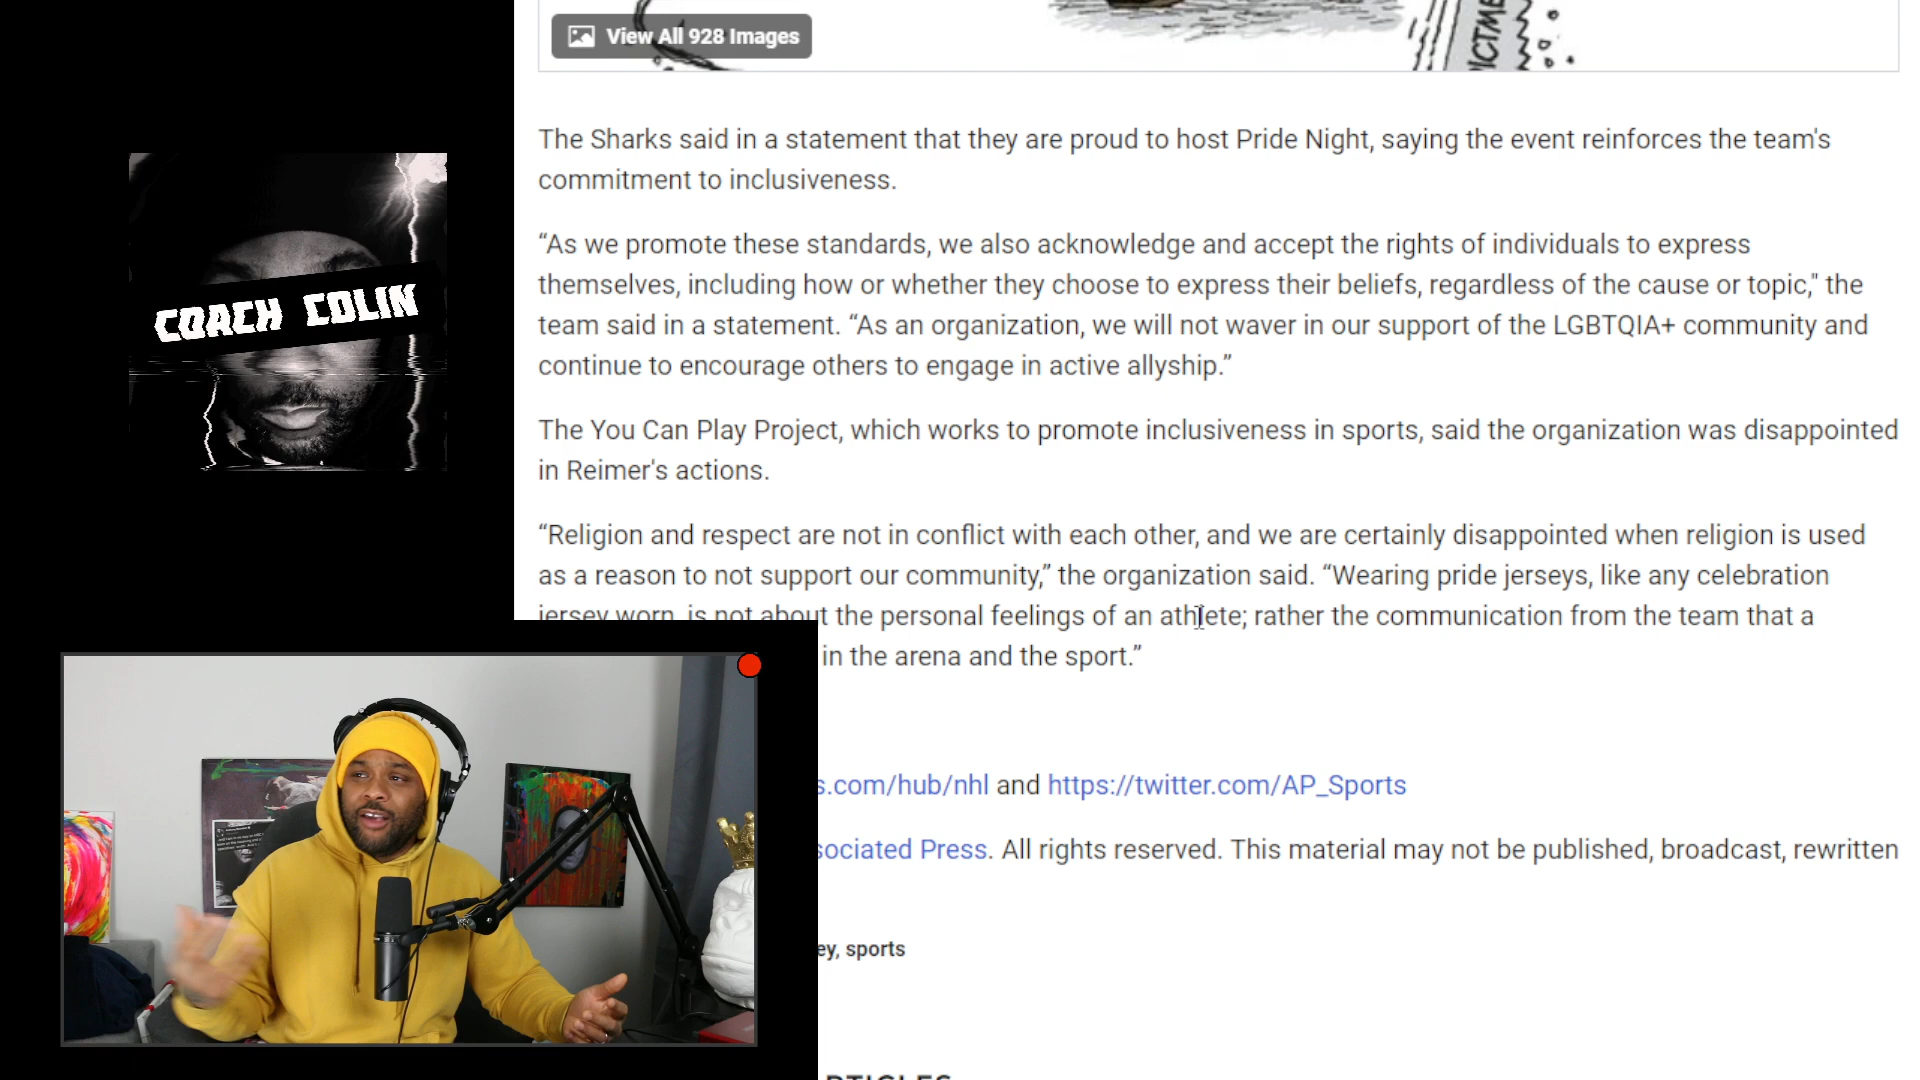 View All 928 Images
ICTME
The Sharks said in a statement that they are proud to host Pride Night, saying the event reinforces the team's
commitment to inclusiveness.
“As we promote these standards, we also acknowledge and accept the rights of individuals to express
themselves, including how or whether they choose to express their beliefs, regardless of the cause or topic," the
team said in a statement. “As an organization, we will not waver in our support of the LGBTQIA+ community and
continue to encourage others to engage in active allyship.”
The You Can Play Project, which works to promote inclusiveness in sports, said the organization was disappointed
in Reimer's actions.
“Religion and respect are not in conflict with each other, and we are certainly disappointed when religion is used
as a reason to not support our community,” the organization said. “Wearing pride jerseys, like any celebration
jersey worn, is not about the personal feelings of an athlete; rather the communication from the team that a
in the arena and the sport.”
s.com/hub/nhl and https://twitter.com/AP_Sports
sociated Press. All rights reserved. This material may not be published, broadcast, rewritten
ey, sports
RTICLES
COACH COLIN